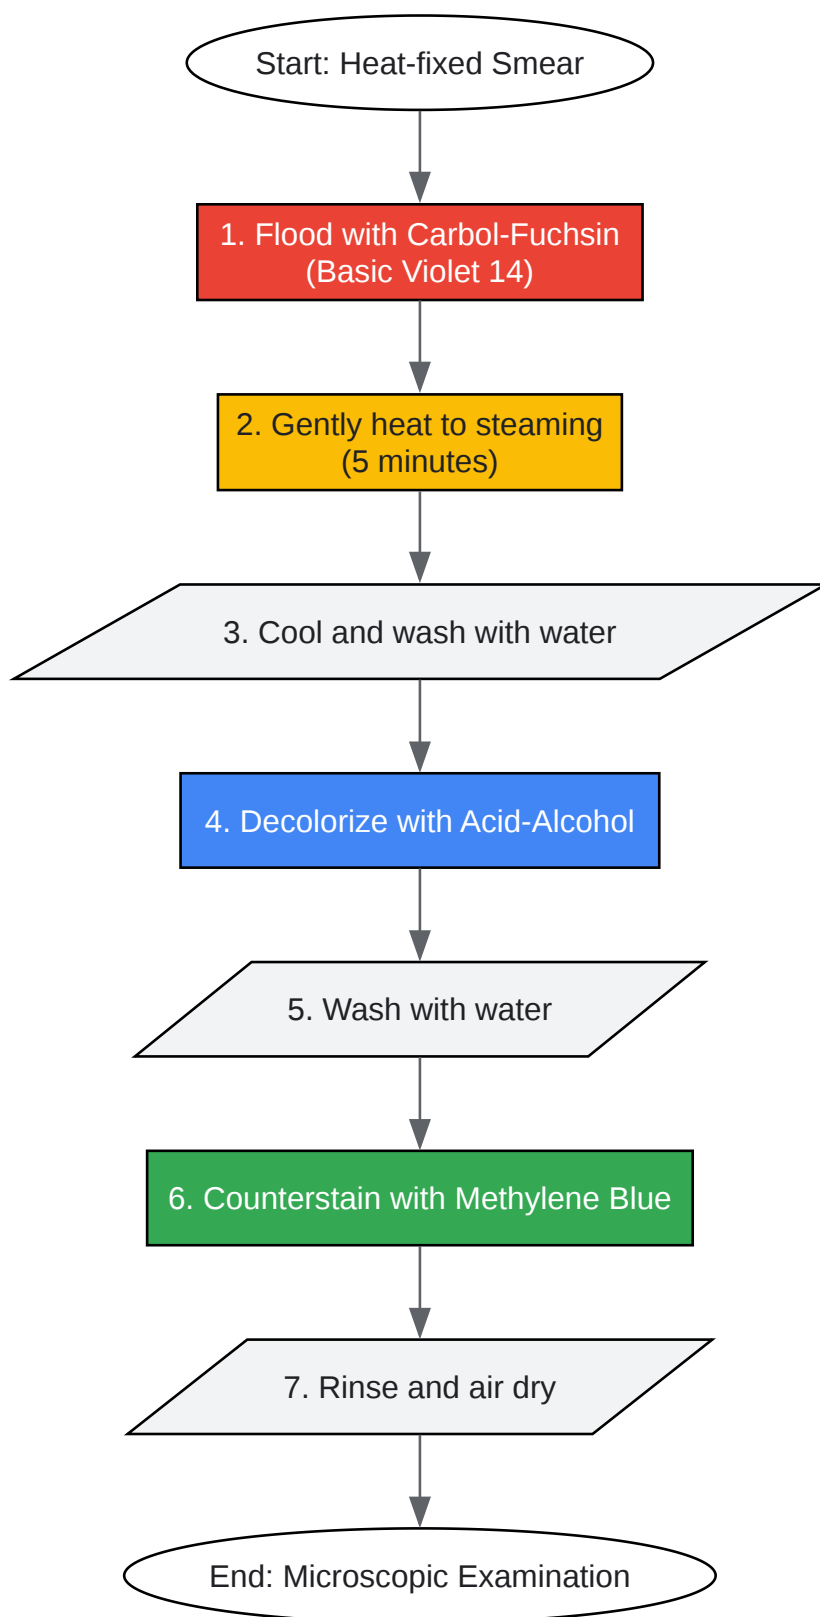 Start: Heat-fixed Smear
1. Flood with Carbol-Fuchsin
(Basic Violet 14)
2. Gently heat to steaming
(5 minutes)
3. Cool and wash with water
4. Decolorize with Acid-Alcohol
5. Wash with water
6. Counterstain with Methylene Blue
7. Rinse and air dry
End: Microscopic Examination